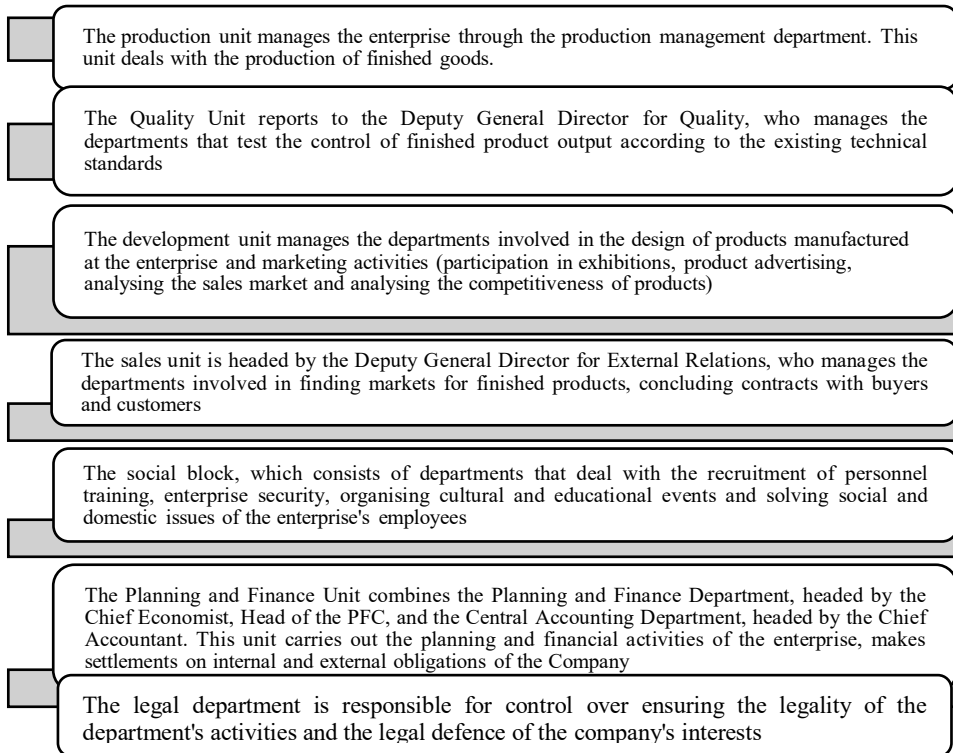 The production unit manages the enterprise through the production management department. This
unit deals with the production of finished goods.
The Quality Unit reports to the Deputy General Director for Quality, who manages the
departments that test the control of finished product output according to the existing technical
standards
The development unit manages the departments involved in the design of products manufactured
at the enterprise and marketing activities (participation in exhibitions, product advertising,
analysing the sales market and analysing the competitiveness of products)
The sales unit is headed by the Deputy General Director for External Relations, who manages the
departments involved in finding markets for finished products, concluding contracts with buyers
and customers
The social block, which consists of departments that deal with the recruitment of personnel
training, enterprise security, organising cultural and educational events and solving social and
domestic issues of the enterprise's employees
The Planning and Finance Unit combines the Planning and Finance Department, headed by the
Chief Economist, Head of the PFC, and the Central Accounting Department, headed by the Chief
Accountant. This unit carries out the planning and financial activities of the enterprise, makes
settlements on internal and external obligations of the Company
The legal department is responsible for control over ensuring the legality of the
department's activities and the legal defence of the company's interests